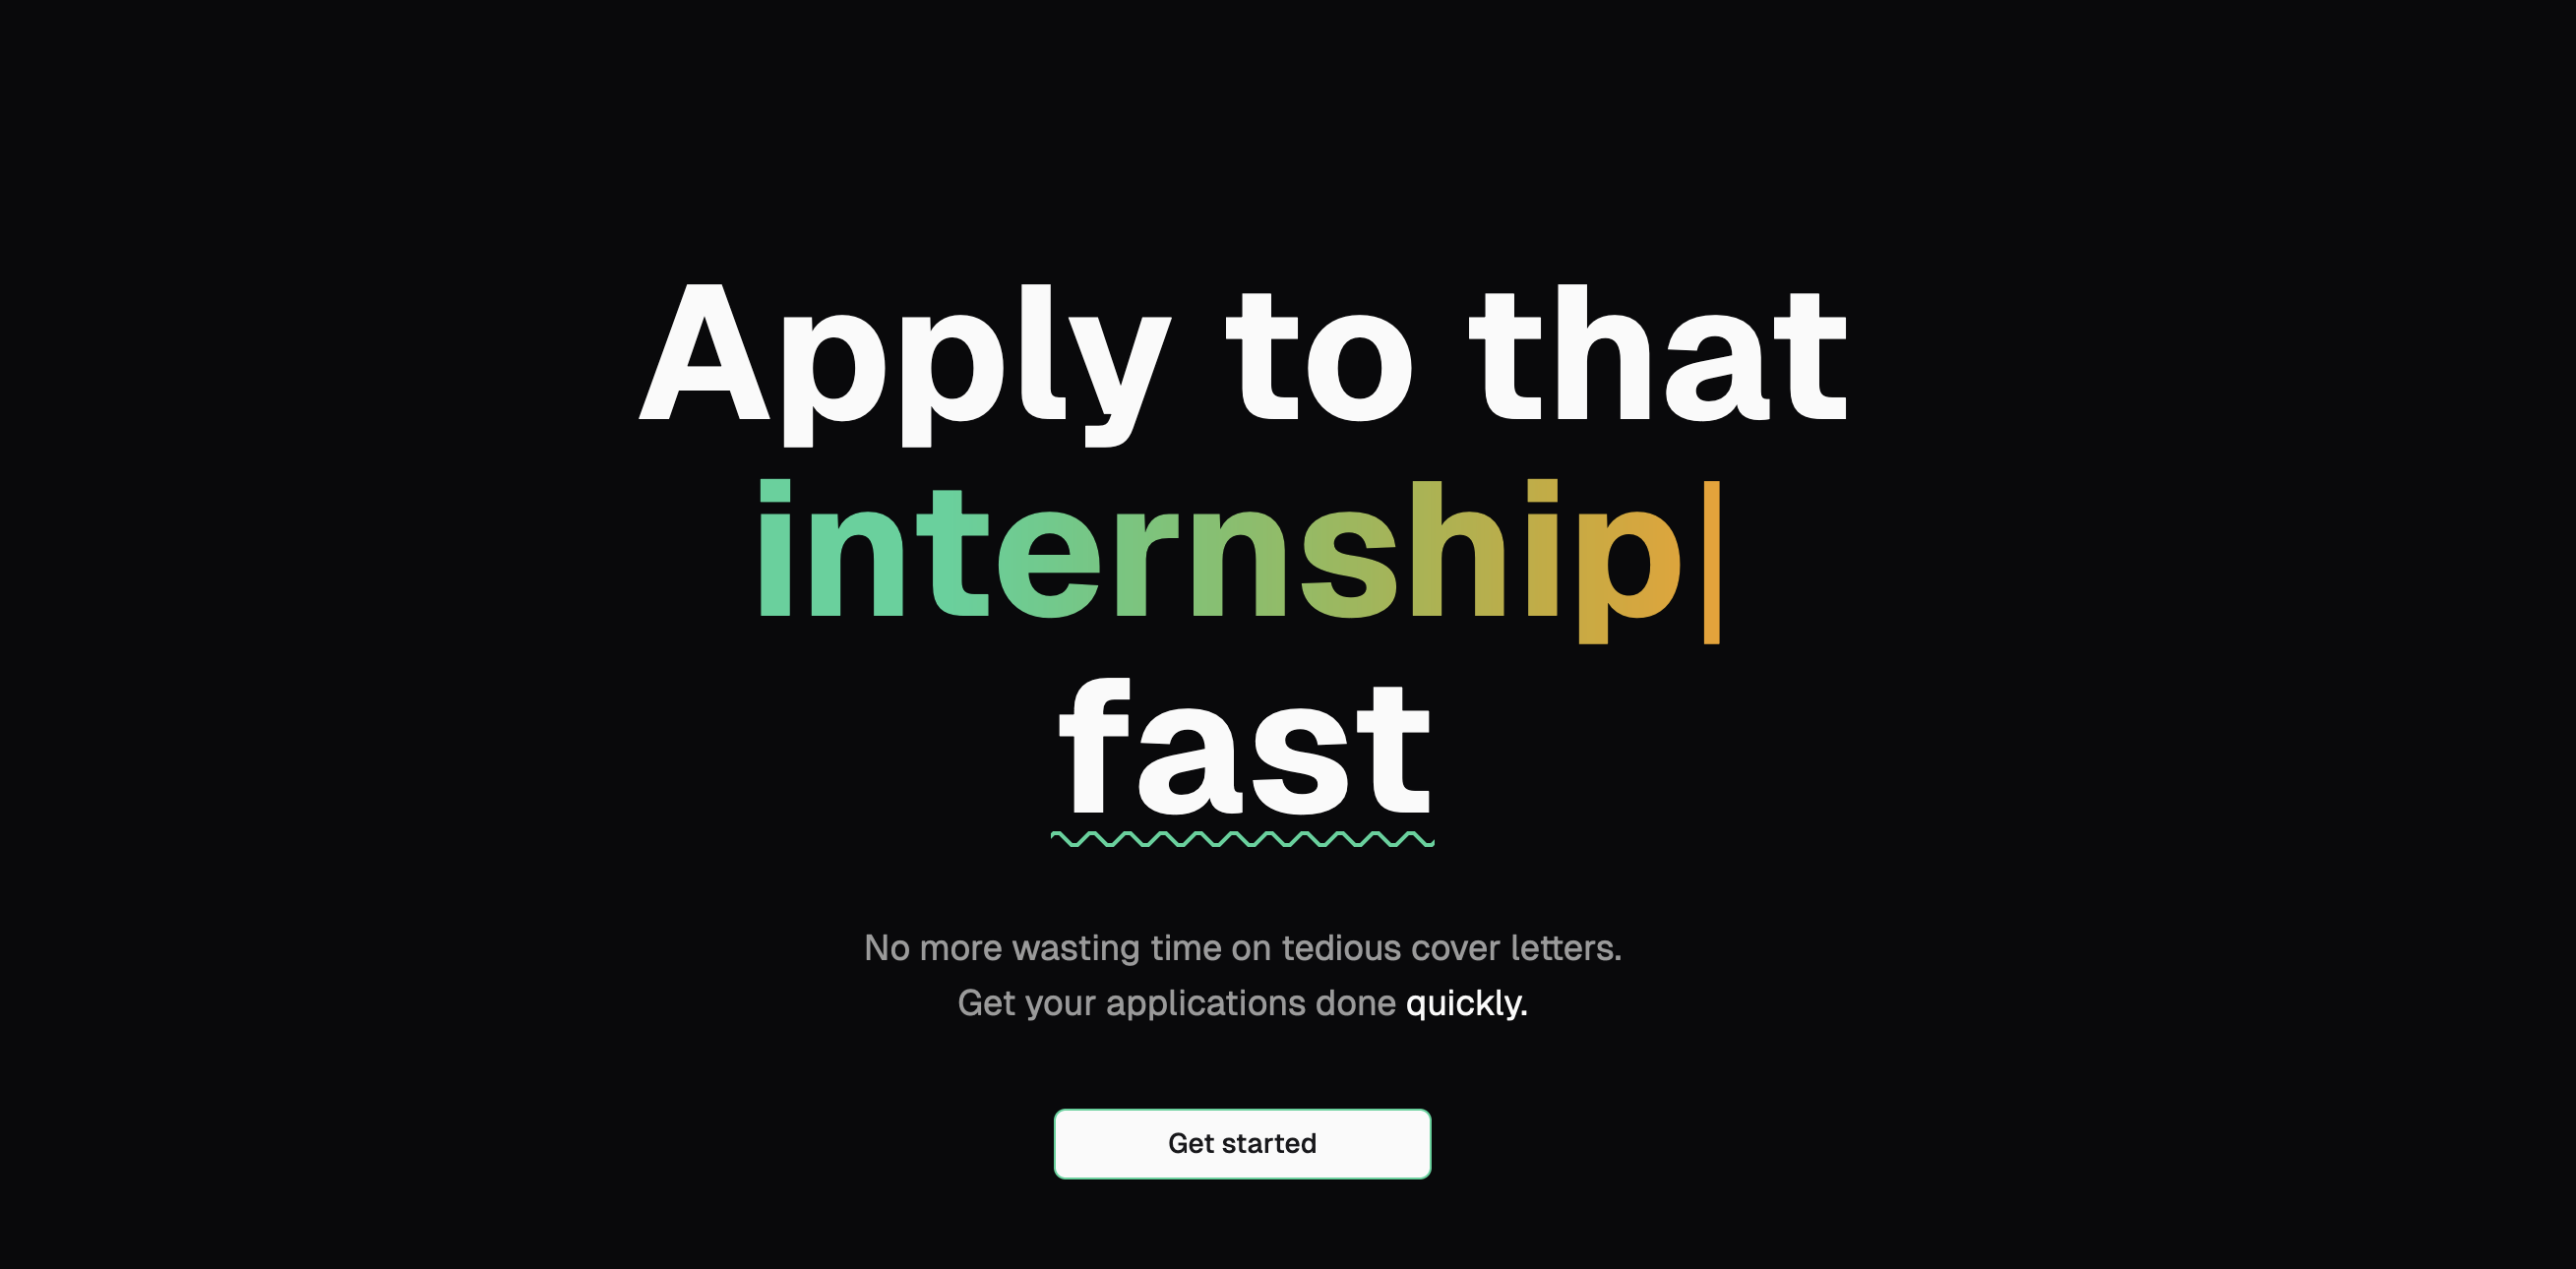 Apply to that
internship|
fast
No more wasting time on tedious cover letters.
Get your applications done quickly.
Get started